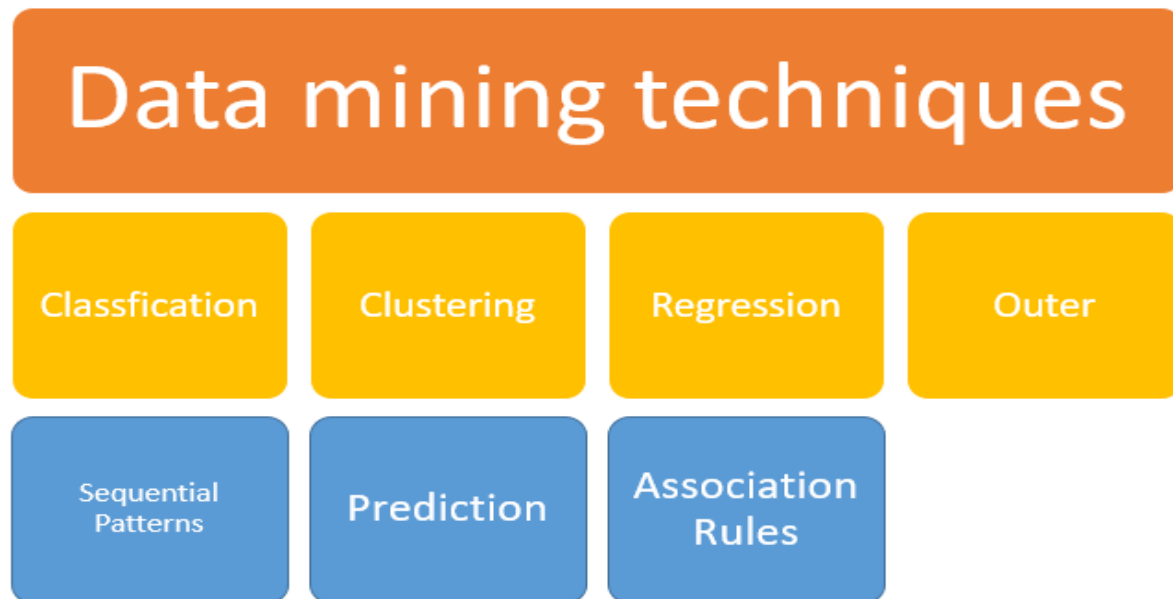 Data mining techniques
Classfication
Clustering
Regression
Outer
Sequential
Patterns
Prediction
Association
Rules